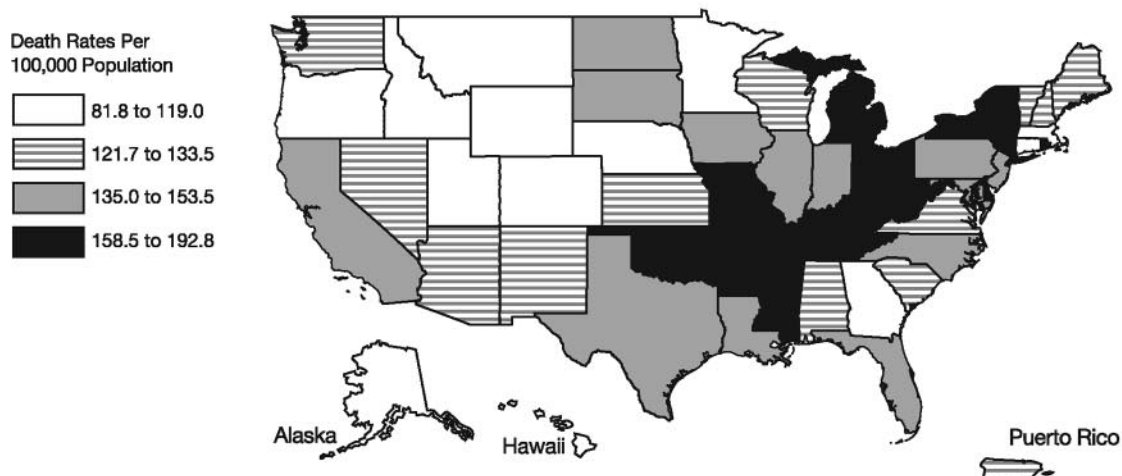 Death Rates Per
100,000 Population
81.8 to 119.0
121.7 to 133.5
135.0 to 153.5
158.5 to 192.8
Alaska
Hawaii
Puerto Rico